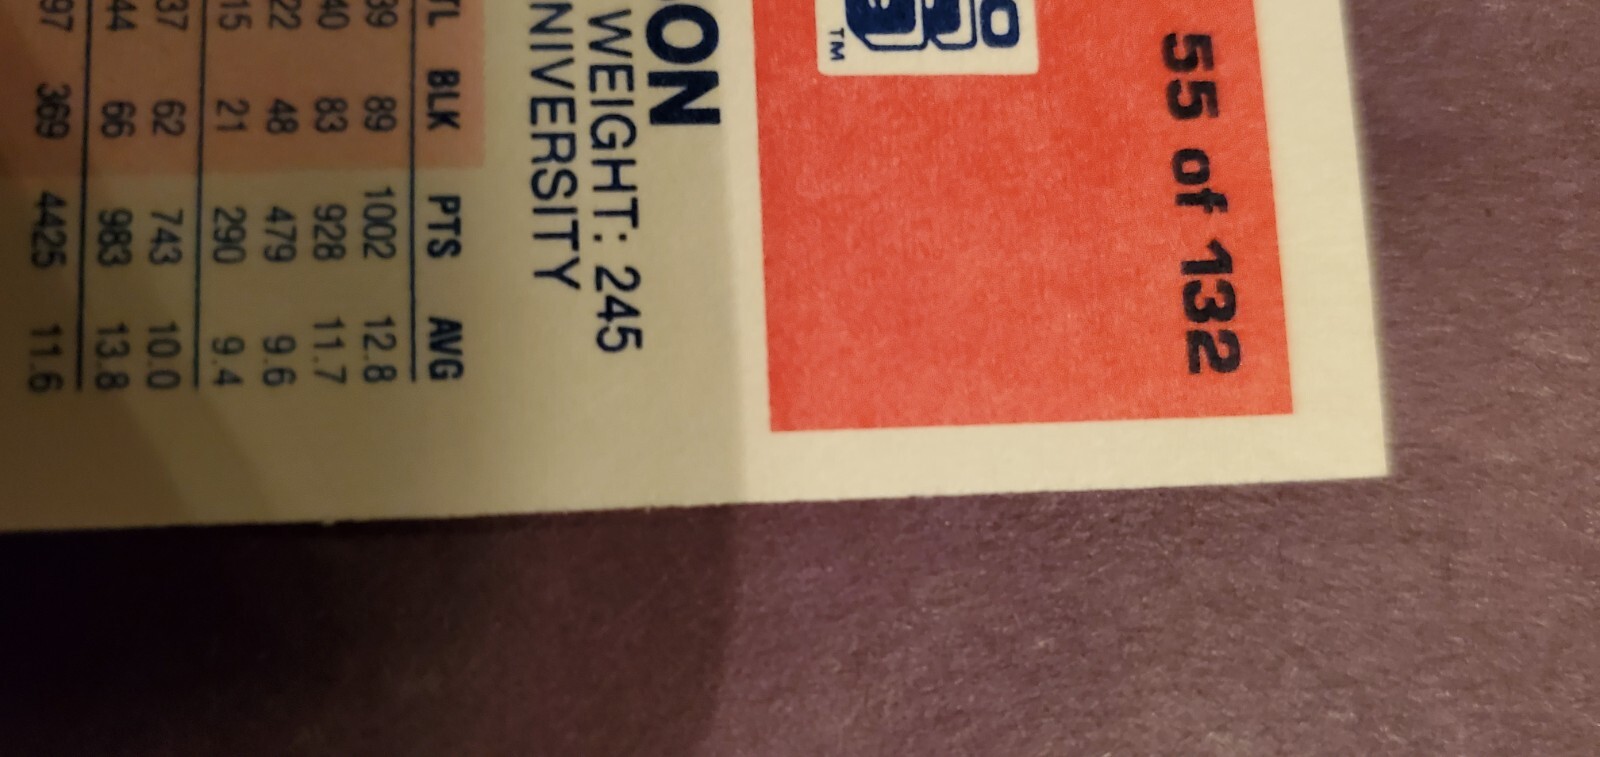 55 of 132
TM
ON
WEIGHT: 245
NIVERSITY
TL BLK PTS AVG
39 89 1002 12.8
40 83 928 11.7
22 48 479 9.6
15 21 290 9.4
37 62 743 10.0
44 66 983 13.8
97 369 4425 11.6